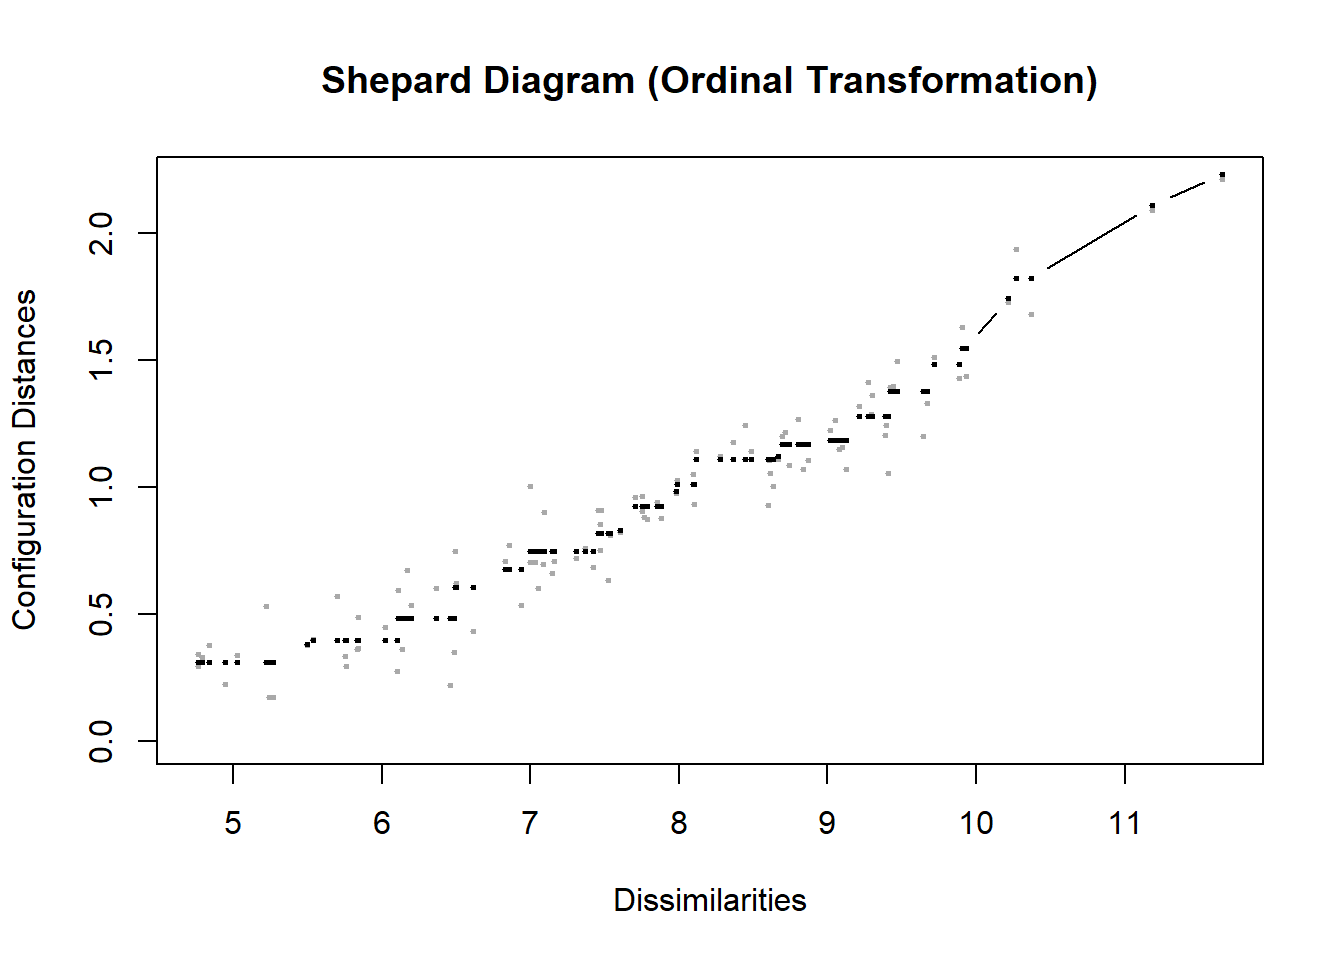 Shepard Diagram (Ordinal Transformation)
Configuration Distances
2.0
1.5
1.0
0.5
0.0
5 6 7 8 9 10 11
Dissimilarities